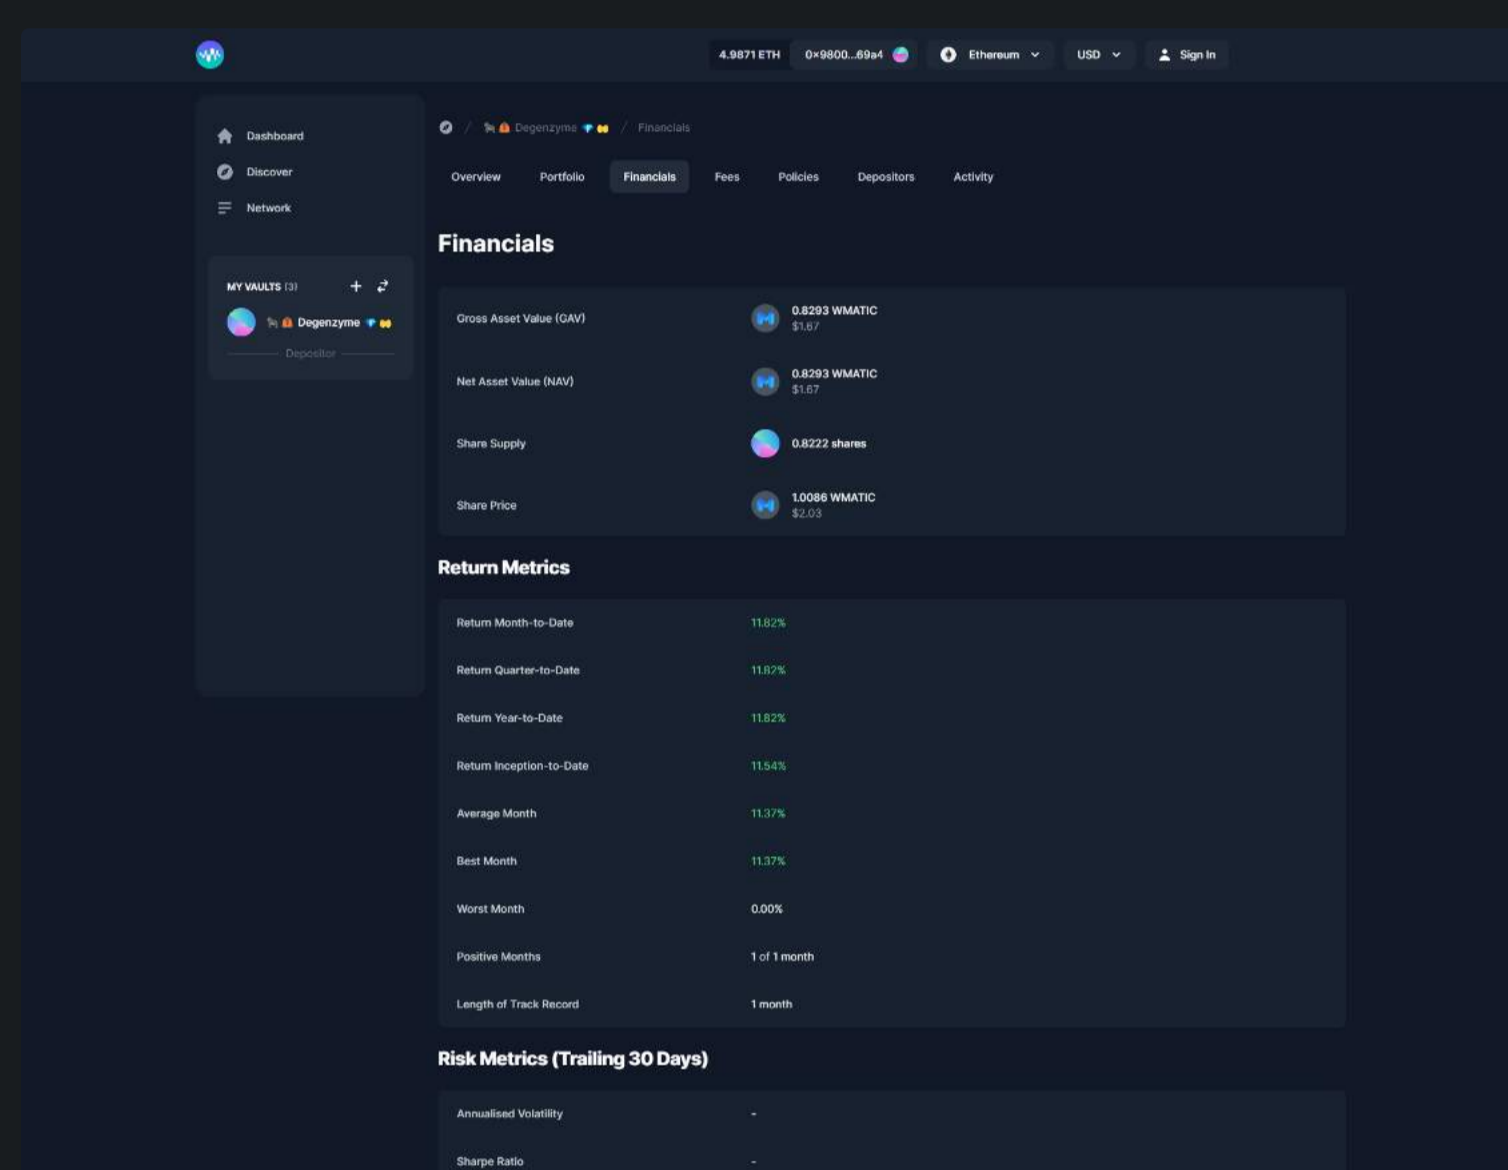 4.9871 ETH 0×9800...69a4 Ethereum USD Sign In
Dashboard
Discover
Network
MY VAULTS (3)
Degenzyme
Depositor
/ Degenzyme / Financials
Overview Portfolio Financials Fees Policies Depositors Activity
Financials
Gross Asset Value (GAV) 0.8293 WMATIC
$1.67
Net Asset Value (NAV) 0.8293 WMATIC
$1.67
Share Supply 0.8222 shares
Share Price 1.0086 WMATIC
$2.03
Return Metrics
Return Month-to-Date 11.82%
Return Quarter-to-Date 11.82%
Return Year-to-Date 11.82%
Return Inception-to-Date 11.54%
Average Month 11.37%
Best Month 11.37%
Worst Month 0.00%
Positive Months 1 of 1 month
Length of Track Record 1 month
Risk Metrics (Trailing 30 Days)
Annualised Volatility -
Sharpe Ratio -